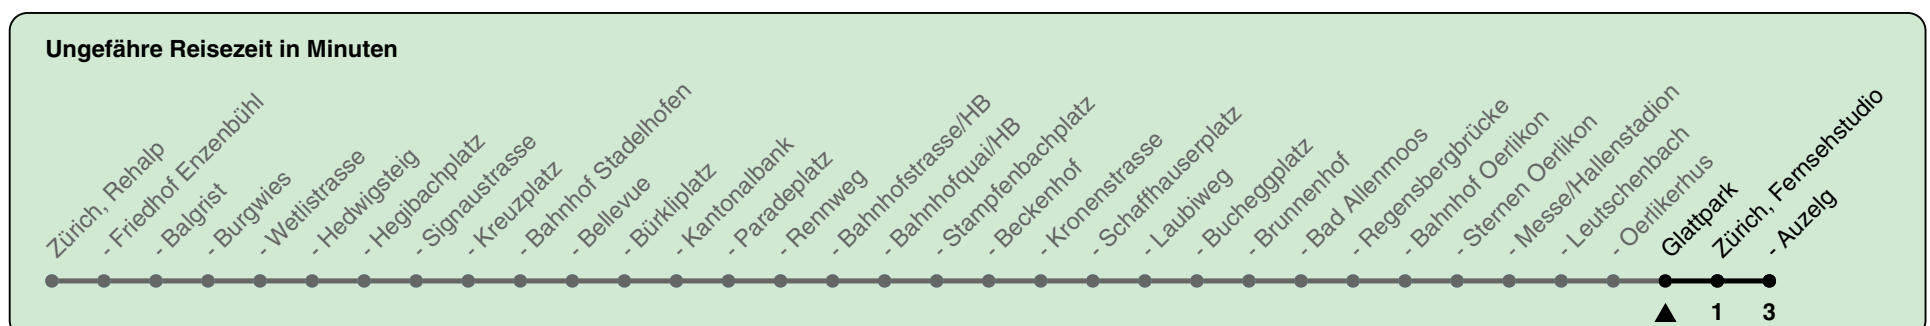 Ungefähre Reisezeit in Minuten
Zürich, Rehalp
- Friedhof Enzenbühl
- Balgrist
- Burgwies
- Wetlistrasse
- Hedwigsteig
- Hegibachplatz
- Signaustrasse
- Kreuzplatz
- Bahnhof Stadelhofen
- Bellevue
- Bürkliplatz
- Kantonalbank
- Paradeplatz
- Rennweg
- Bahnhofstrasse/HB
- Bahnhofquai/HB
- Stampfenbachplatz
- Beckenhof
- Kronenstrasse
- Schaffhauserplatz
- Laubiweg
- Bucheggplatz
- Brunnenhof
- Bad Allenmoos
- Regensbergbrücke
- Bahnhof Oerlikon
- Sternen Oerlikon
- Messe/Hallenstadion
- Leutschenbach
- Oerlikerhus
Glattpark
Zürich, Fernsehstudio
- Auzelg
1 3